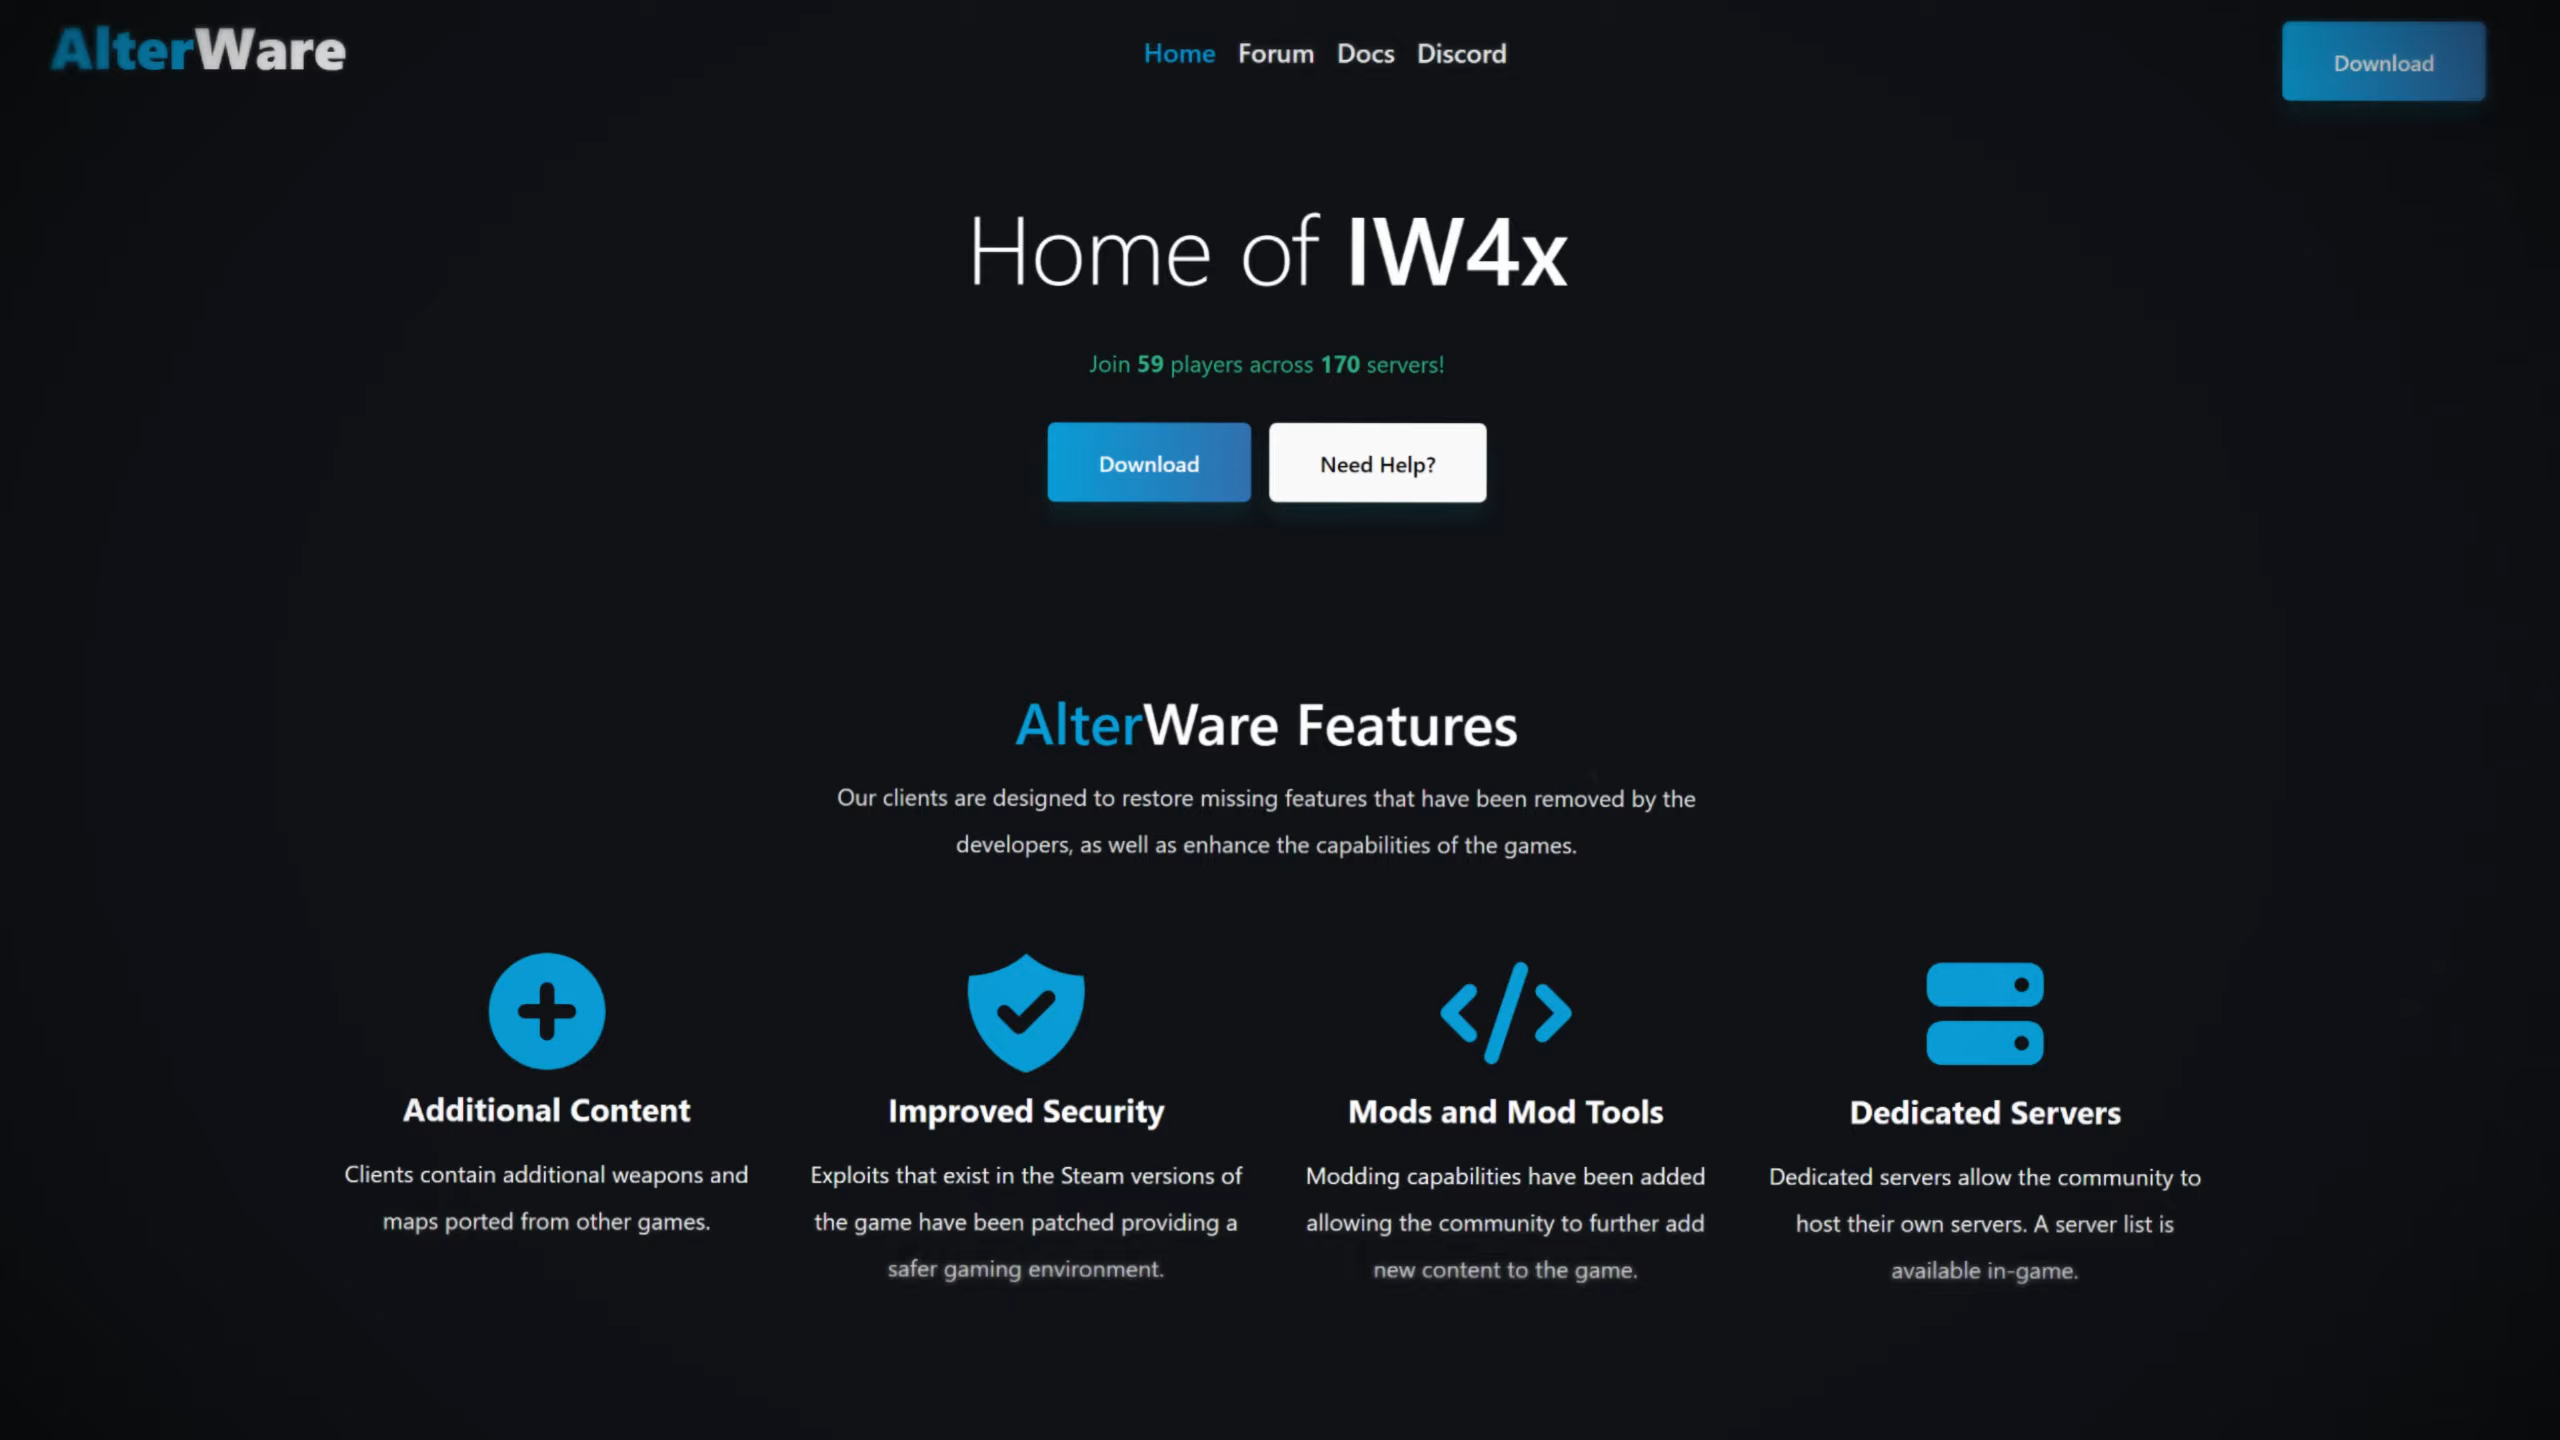 AlterWare
Home Forum Docs Discord
Download
Home of IW4x
Join 59 players across 170 servers!
Download
Need Help?
AlterWare Features
Our clients are designed to restore missing features that have been removed by the
developers, as well as enhance the capabilities of the games.
Additional Content
Clients contain additional weapons and
maps ported from other games.
Improved Security
Exploits that exist in the Steam versions of
the game have been patched providing a
safer gaming environment.
Mods and Mod Tools
Modding capabilities have been added
allowing the community to further add
new content to the game.
Dedicated Servers
Dedicated servers allow the community to
host their own servers. A server list is
available in-game.